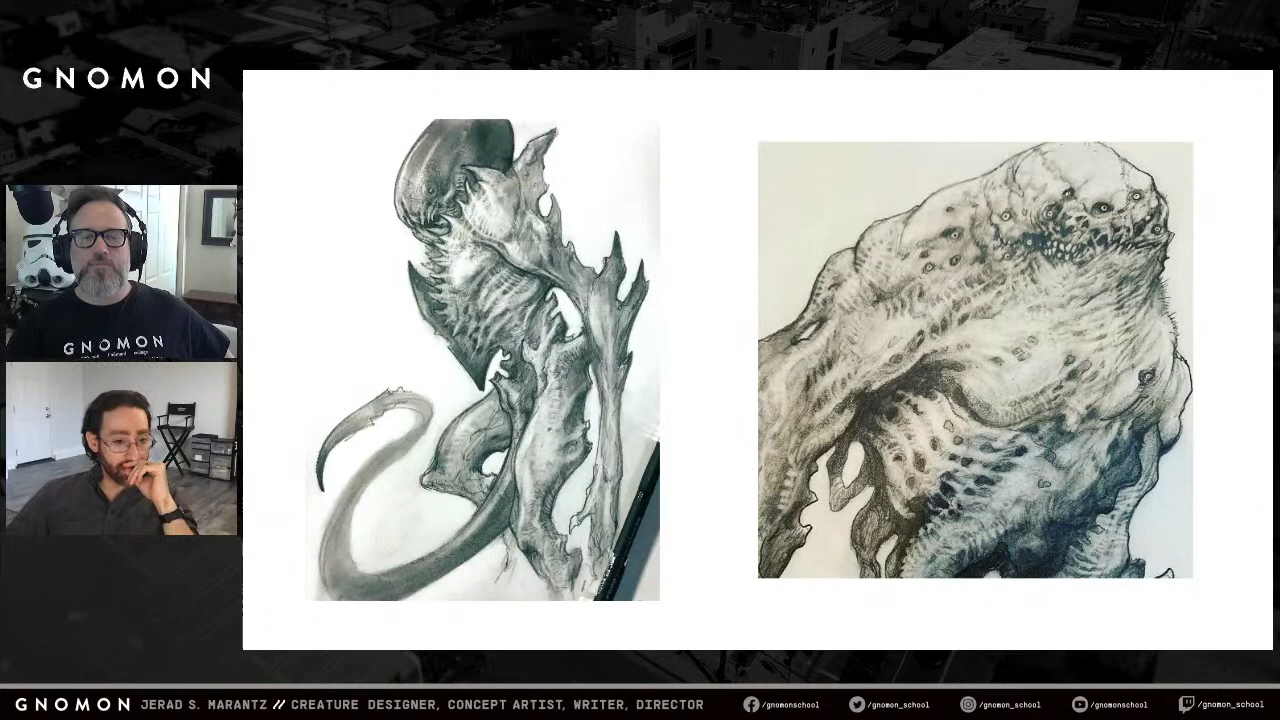 GNOMON
GNOMON
GNOMON JERAD S. MARANTZ // CREATURE DESIGNER, CONCEPT ARTIST, WRITER, DIRECTOR /gnomonschool /gnomon_school /gnomon_school /gnomonschool /gnomon_school